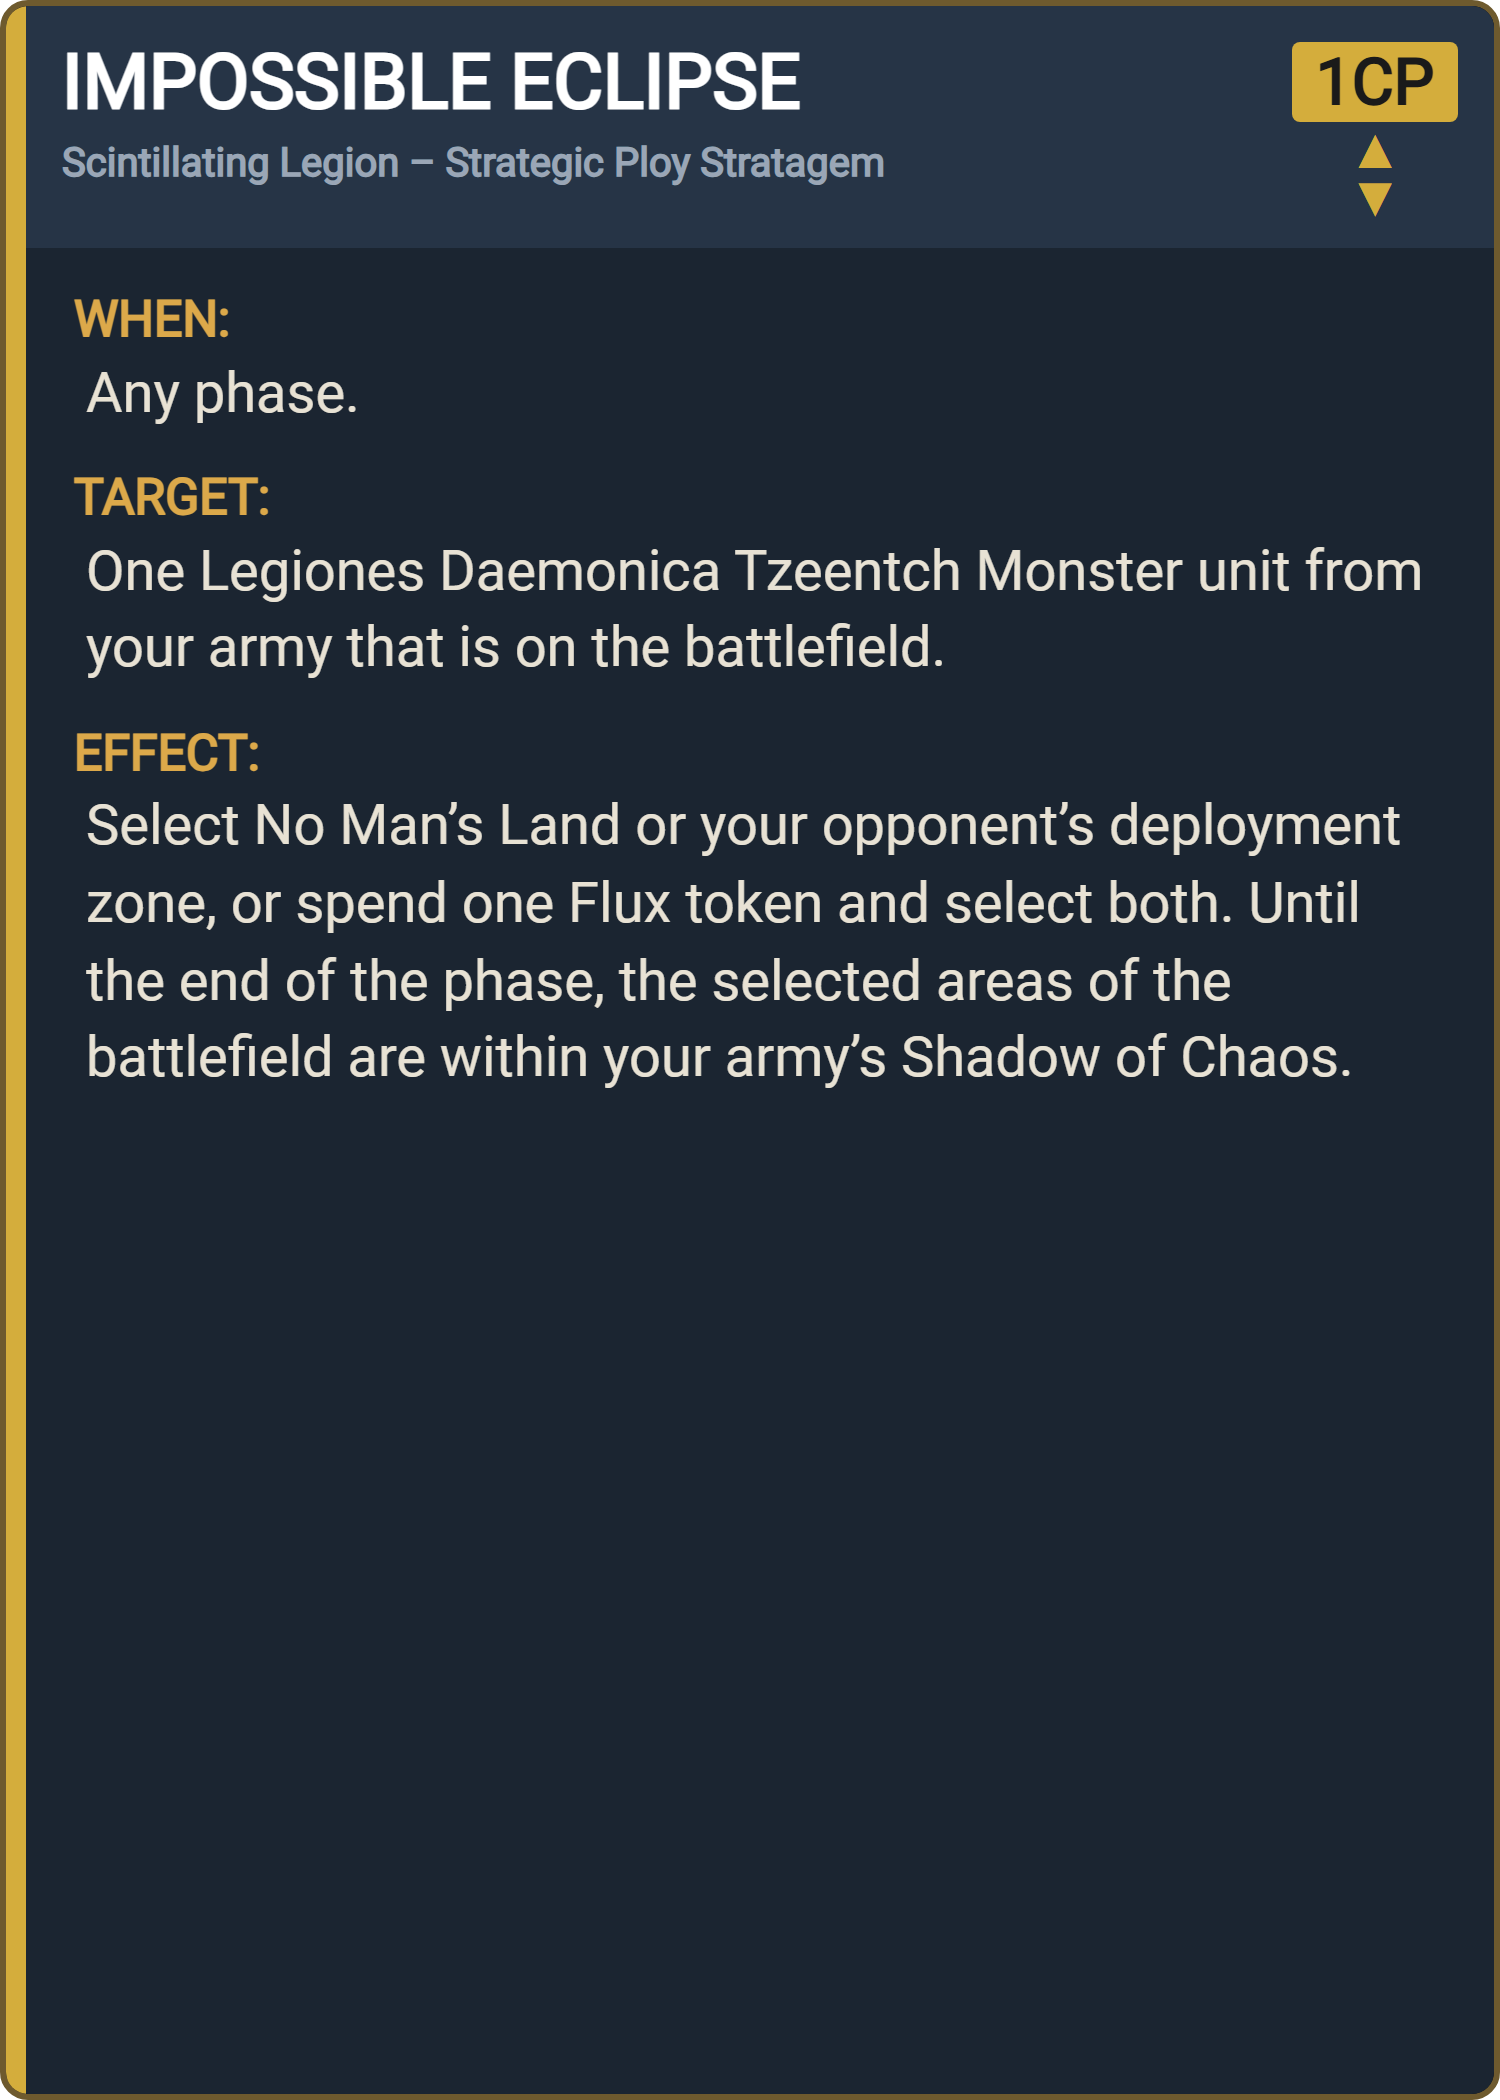 IMPOSSIBLE ECLIPSE
1CP
Scintillating Legion – Strategic Ploy Stratagem
WHEN:
Any phase.
TARGET:
One Legiones Daemonica Tzeentch Monster unit from
your army that is on the battlefield.
EFFECT:
Select No Man’s Land or your opponent’s deployment
zone, or spend one Flux token and select both. Until
the end of the phase, the selected areas of the
battlefield are within your army’s Shadow of Chaos.